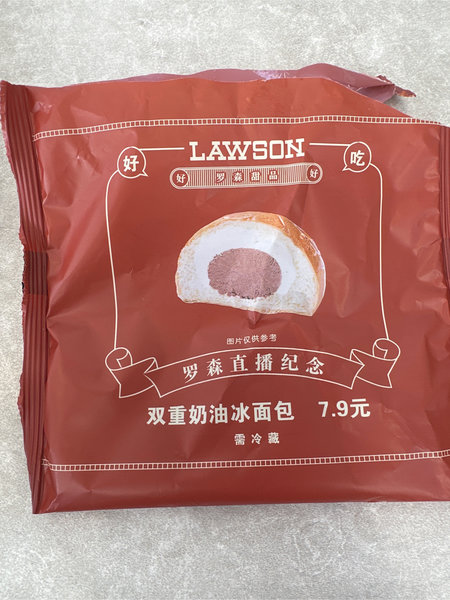 LAWSON
好 吃
好 罗森甜品 好
图片仅供参考
罗森直播纪念
双重奶油冰面包 7.9元
需冷藏